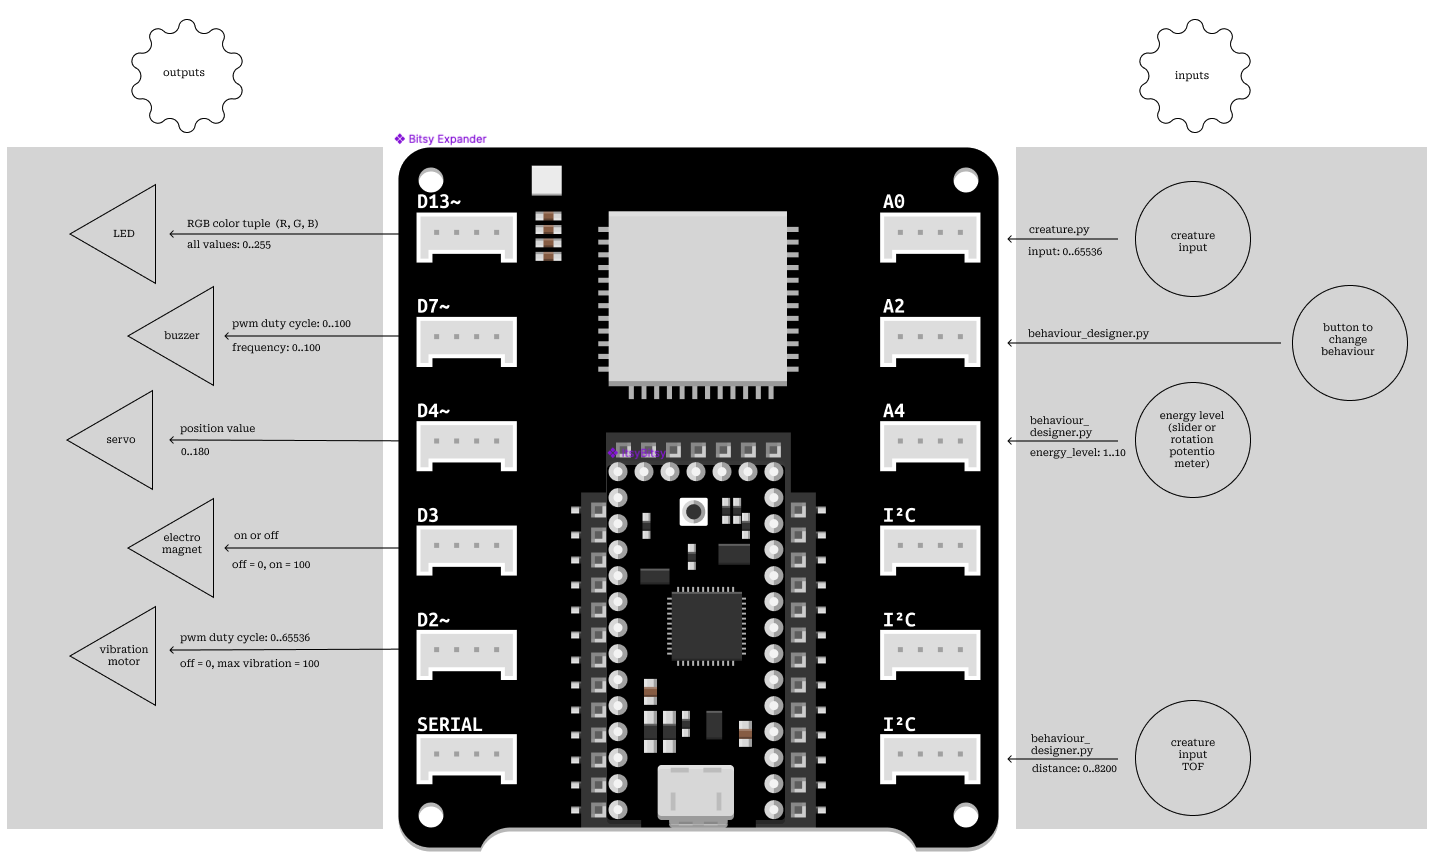 outputs
inputs
Bitsy Expander
D13~
D7~
D4~
D3
D2~
SERIAL
A0
A2
A4
I²C
I²C
I²C
ItsyBitsy
LED
RGB color tuple (R, G, B)
all values: 0..255
buzzer
pwm duty cycle: 0..100
frequency: 0..100
servo
position value
0..180
electro
magnet
on or off
off = 0, on = 100
vibration
motor
pwm duty cycle: 0..65536
off = 0, max vibration = 100
creature.py
input: 0..65536
creature
input
behaviour_designer.py
button to
change
behaviour
behaviour_
designer.py
energy_level: 1..10
energy level
(slider or
rotation
potentio
meter)
behaviour_
designer.py
distance: 0..8200
creature
input
TOF